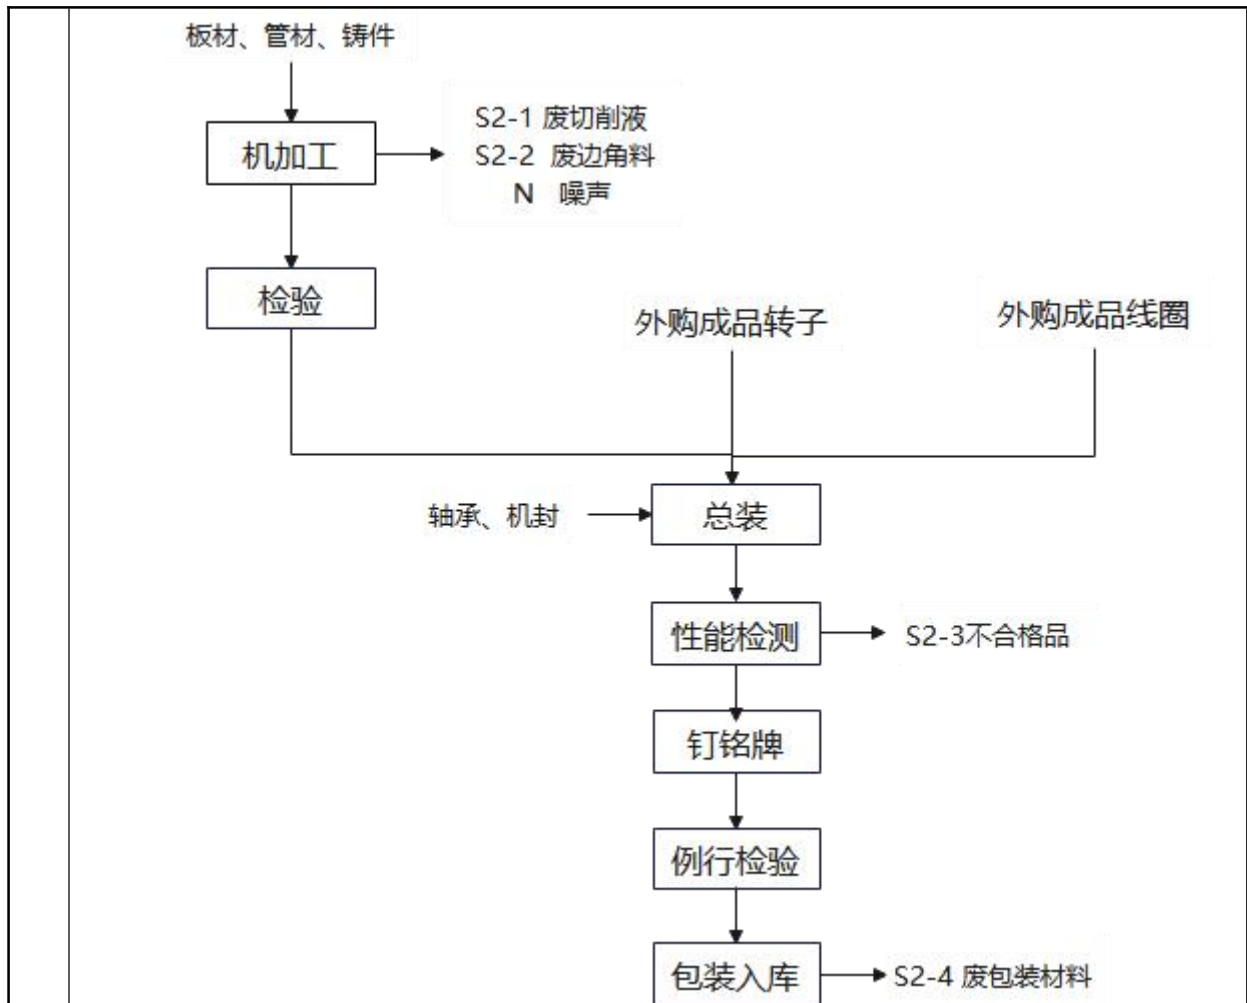 板材、管材、铸件
机加工
S2-1 废切削液
S2-2 废边角料
N 噪声
检验
外购成品转子
外购成品线圈
轴承、机封
总装
性能检测
S2-3不合格品
钉铭牌
例行检验
包装入库
S2-4 废包装材料